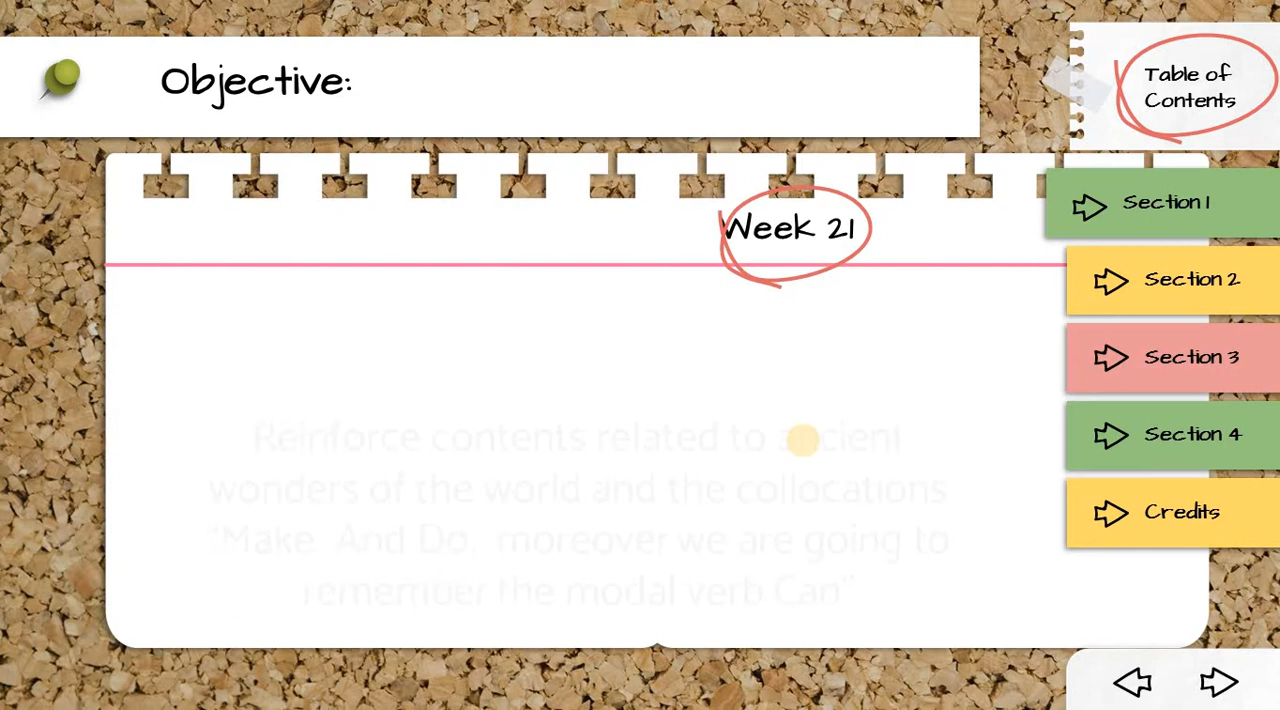 Objective:
Table of
Contents
Week 21
Section 1
Section 2
Section 3
Section 4
Credits
Reinforce contents related to ancient
wonders of the world and the collocations
"Make And Do, moreover we are going to
remember the modal verb Can"